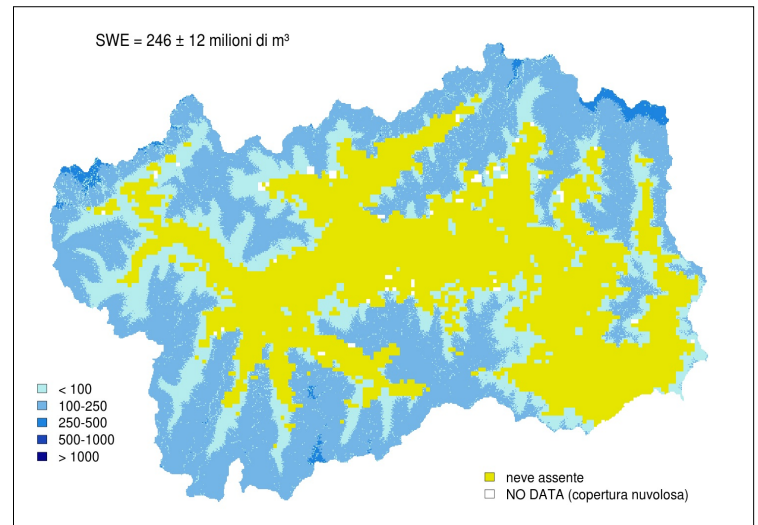 SWE = 246 ± 12 milioni di m³
< 100
100-250
250-500
500-1000
> 1000
neve assente
NO DATA (copertura nuvolosa)